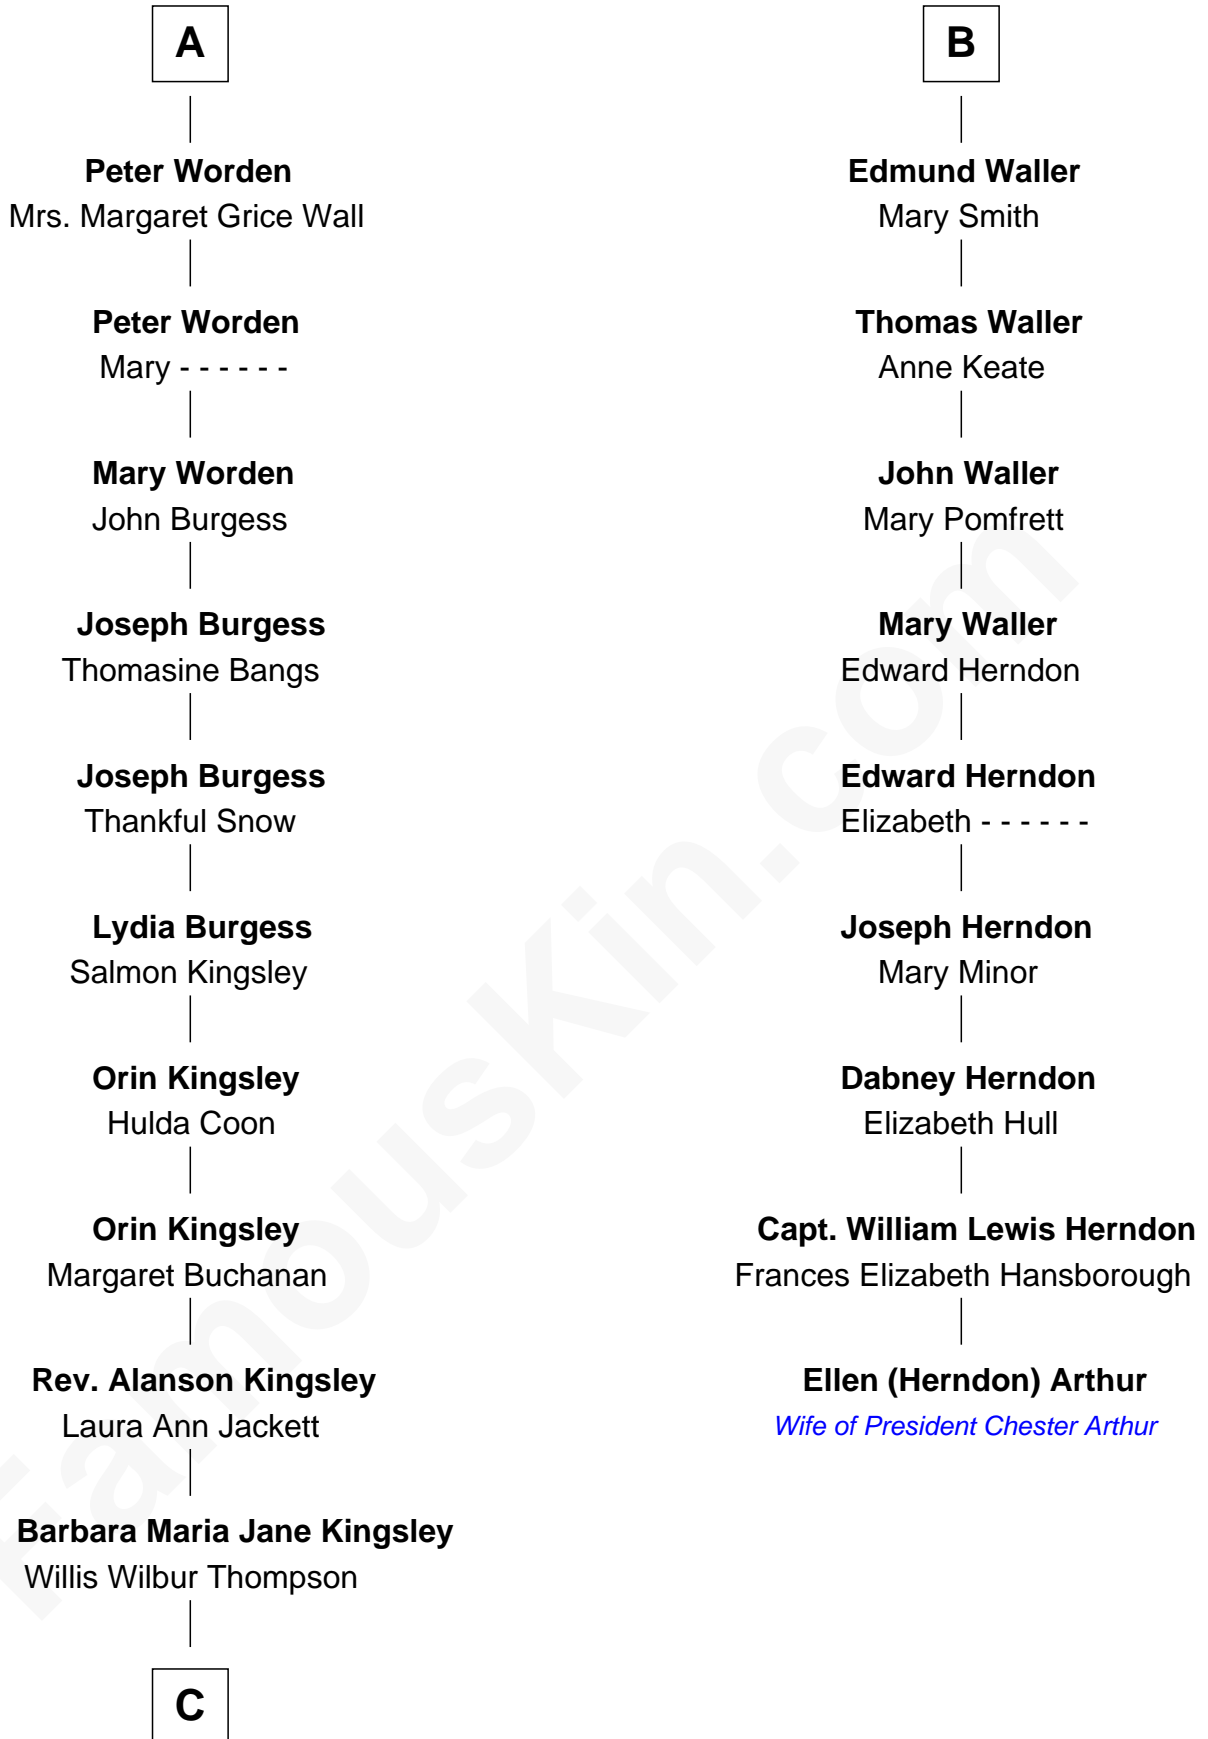 A
Peter Worden
Mrs. Margaret Grice Wall
Peter Worden
Mary - - - - - -
Mary Worden
John Burgess
Joseph Burgess
Thomasine Bangs
Joseph Burgess
Thankful Snow
Lydia Burgess
Salmon Kingsley
Orin Kingsley
Hulda Coon
Orin Kingsley
Margaret Buchanan
Rev. Alanson Kingsley
Laura Ann Jackett
Barbara Maria Jane Kingsley
Willis Wilbur Thompson
C
B
Edmund Waller
Mary Smith
Thomas Waller
Anne Keate
John Waller
Mary Pomfrett
Mary Waller
Edward Herndon
Edward Herndon
Elizabeth - - - - - -
Joseph Herndon
Mary Minor
Dabney Herndon
Elizabeth Hull
Capt. William Lewis Herndon
Frances Elizabeth Hansborough
Ellen (Herndon) Arthur
Wife of President Chester Arthur
FamousKin.com